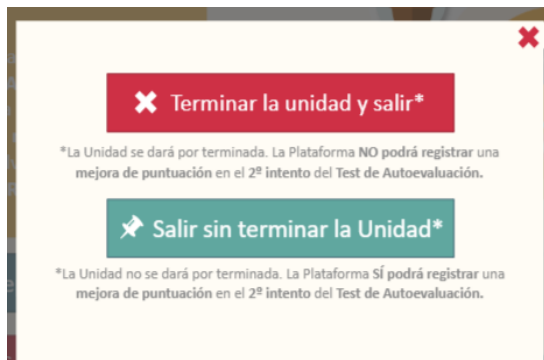 Terminar la unidad y salir*
*La Unidad se dará por terminada. La Plataforma NO podrá registrar una
mejora de puntuación en el 2º intento del Test de Autoevaluación.
Salir sin terminar la Unidad*
*La Unidad no se dará por terminada. La Plataforma SÍ podrá registrar una
mejora de puntuación en el 2º intento del Test de Autoevaluación.